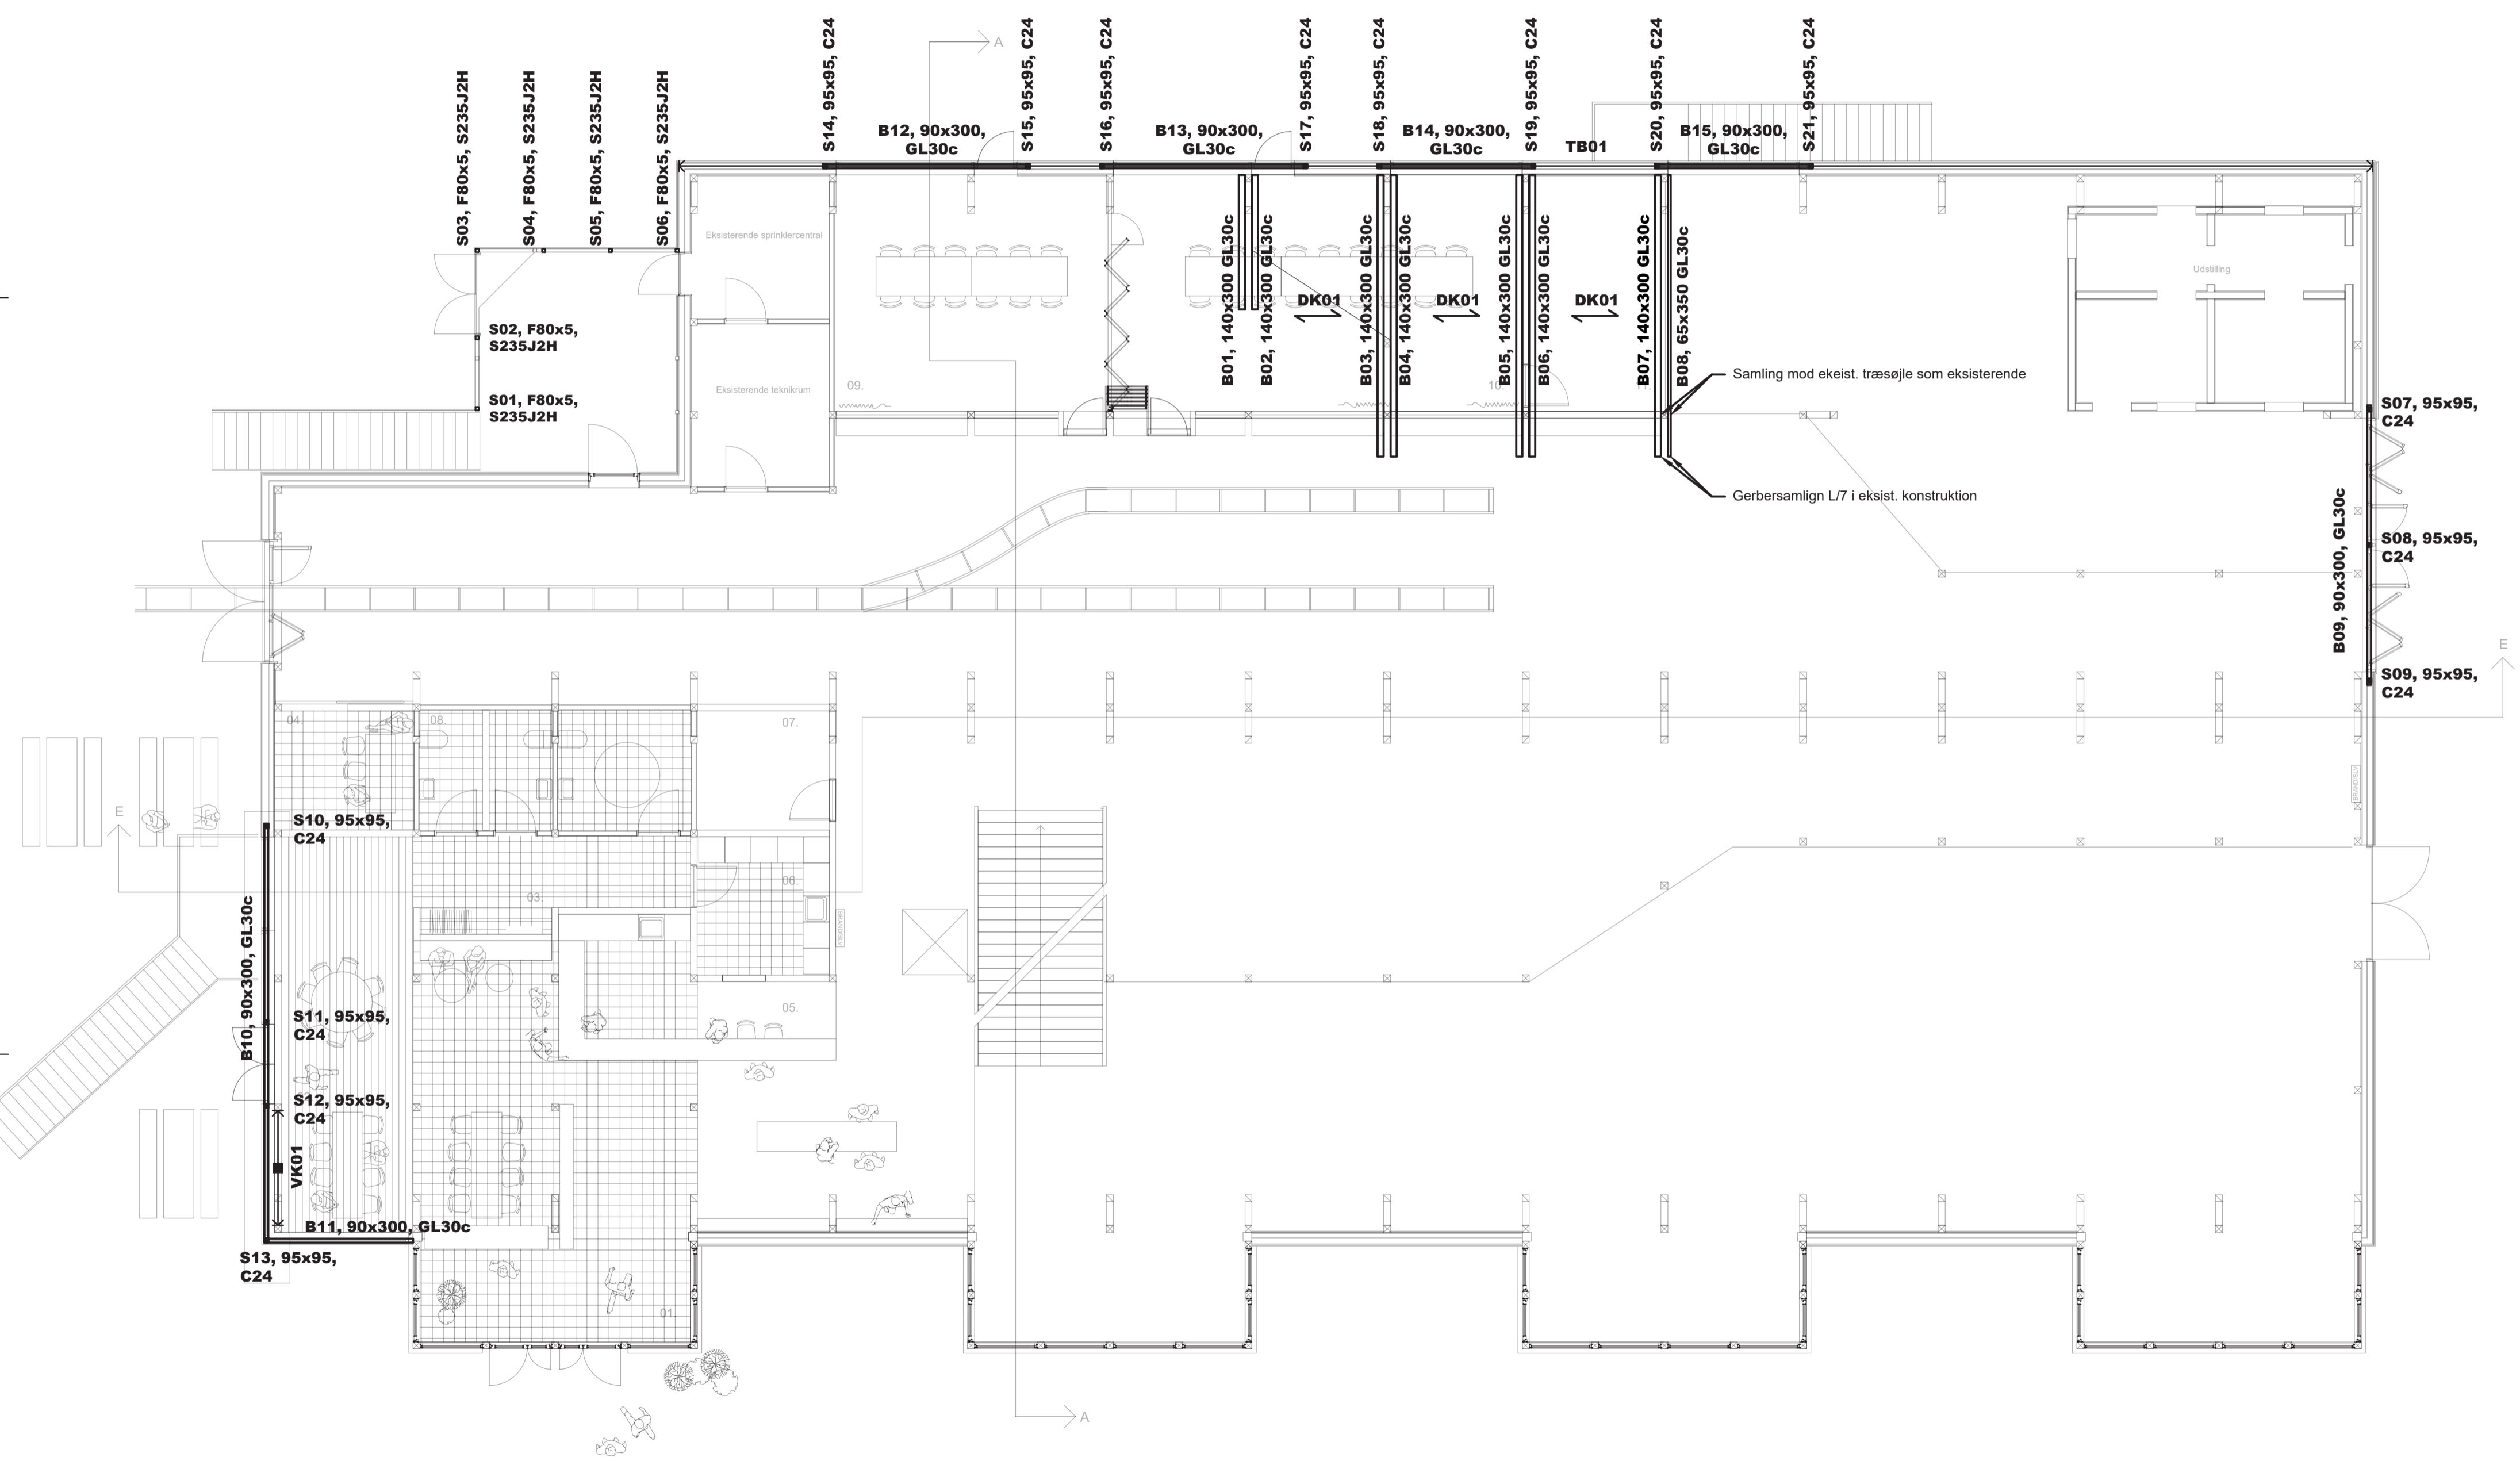 A
S14, 95x95, C24
S15, 95x95, C24
S16, 95x95, C24
S17, 95x95, C24
S18, 95x95, C24
S19, 95x95, C24
S20, 95x95, C24
S21, 95x95, C24
S03, F80x5, S235J2H
S04, F80x5, S235J2H
S05, F80x5, S235J2H
S06, F80x5, S235J2H
B12, 90x300,
GL30c
B13, 90x300,
GL30c
B14, 90x300,
GL30c
TB01
B15, 90x300,
GL30c
Eksisterende sprinklercentral
Udstilling
B01, 140x300 GL30c
B02, 140x300 GL30c
B03, 140x300 GL30c
B04, 140x300 GL30c
B05, 140x300 GL30c
B06, 140x300 GL30c
B07, 140x300 GL30c
B08, 65x350 GL30c
DK01
DK01
DK01
S02, F80x5,
S235J2H
S01, F80x5,
S235J2H
Eksisterende teknikrum
09.
10.
Samling mod ekeist. træsøjle som eksisterende
Gerbersamlign L/7 i eksist. konstruktion
S07, 95x95,
C24
B09, 90x300, GL30c
S08, 95x95,
C24
S09, 95x95,
C24
E
04.
08.
07.
BRANDSLV
E
S10, 95x95,
C24
06.
03.
BRANDSLV
B10, 90x300, GL30c
S11, 95x95,
C24
05.
S12, 95x95,
C24
VK01
B11, 90x300, GL30c
S13, 95x95,
C24
01.
A